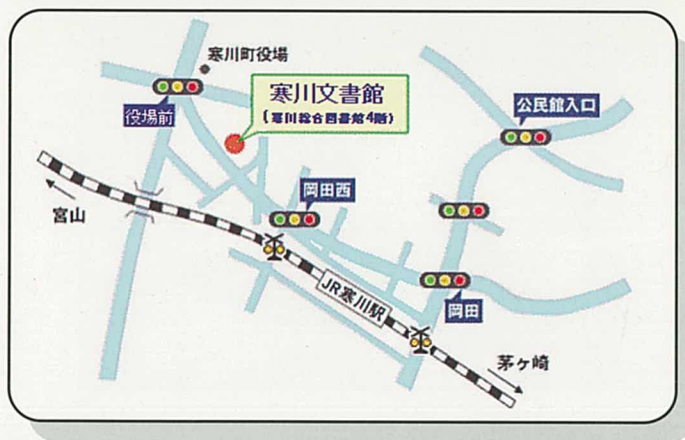 寒川町役場
寒川文書館
(寒川総合図書館4階)
役場前
公民館入口
宮山
岡田西
JR寒川駅
岡田
茅ヶ崎